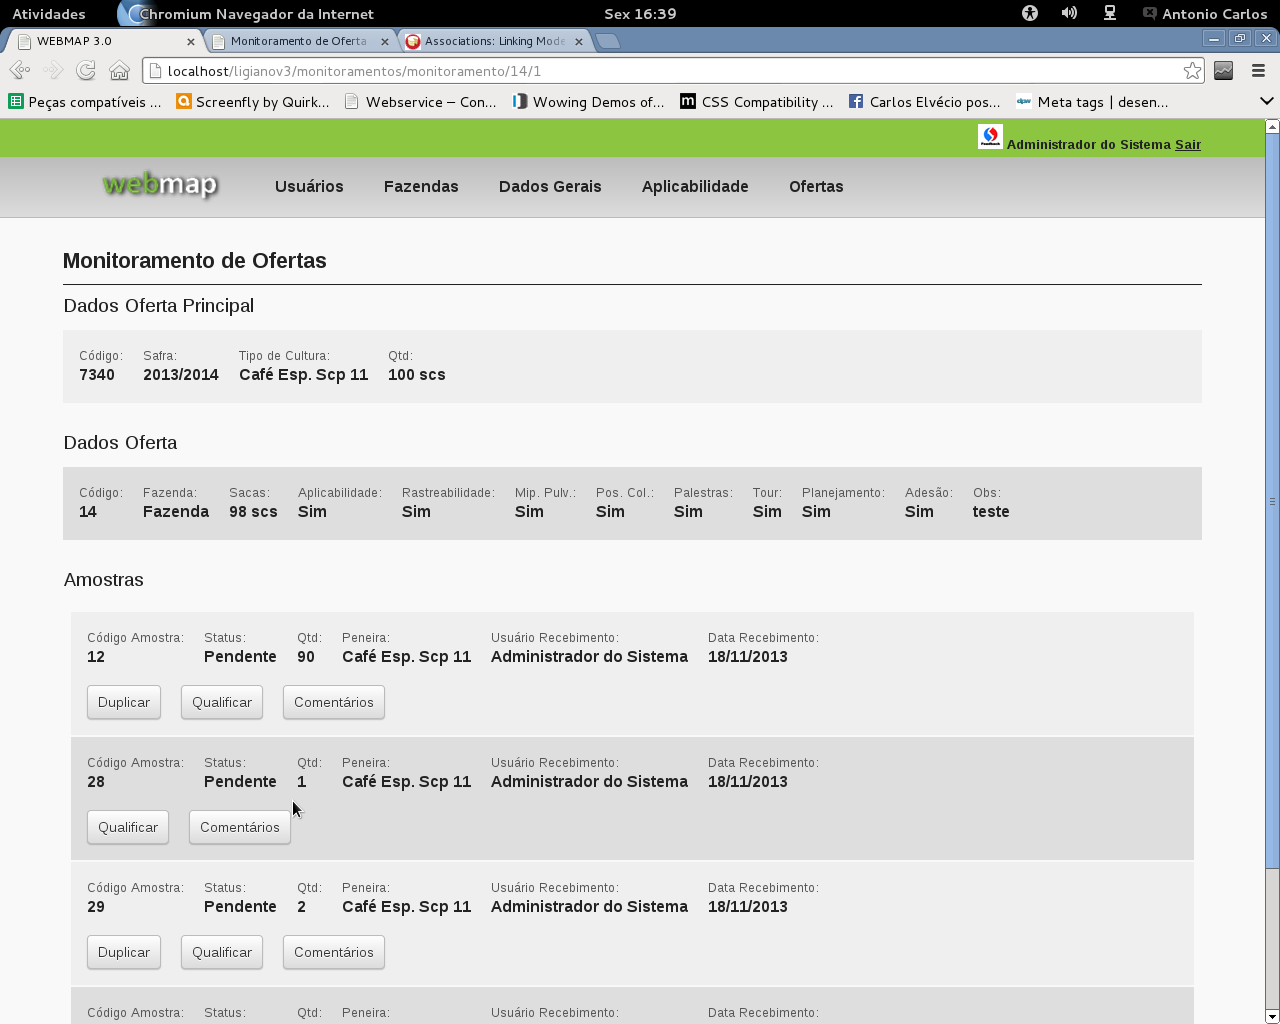 Atividades Chromium Navegador da Internet Sex 16:39 Antonio Carlos
WEBMAP 3.0 Monitoramento de Oferta Associations: Linking Mode
localhost/ligianov3/monitoramentos/monitoramento/14/1
Peças compatíveis ... Screenfly by Quirk... Webservice – Con... Wowing Demos of... CSS Compatibility ... Carlos Elvécio pos... Meta tags | desen...
Administrador do Sistema Sair
webmap Usuários Fazendas Dados Gerais Aplicabilidade Ofertas
Monitoramento de Ofertas
Dados Oferta Principal
Código: Safra: Tipo de Cultura: Qtd:
7340 2013/2014 Café Esp. Scp 11 100 scs
Dados Oferta
Código: Fazenda: Sacas: Aplicabilidade: Rastreabilidade: Mip. Pulv.: Pos. Col.: Palestras: Tour: Planejamento: Adesão: Obs:
14 Fazenda 98 scs Sim Sim Sim Sim Sim Sim Sim Sim teste
Amostras
Código Amostra: Status: Qtd: Peneira: Usuário Recebimento: Data Recebimento:
12 Pendente 90 Café Esp. Scp 11 Administrador do Sistema 18/11/2013
Duplicar Qualificar Comentários
Código Amostra: Status: Qtd: Peneira: Usuário Recebimento: Data Recebimento:
28 Pendente 1 Café Esp. Scp 11 Administrador do Sistema 18/11/2013
Qualificar Comentários
Código Amostra: Status: Qtd: Peneira: Usuário Recebimento: Data Recebimento:
29 Pendente 2 Café Esp. Scp 11 Administrador do Sistema 18/11/2013
Duplicar Qualificar Comentários
Código Amostra: Status: Qtd: Peneira: Usuário Recebimento: Data Recebimento: